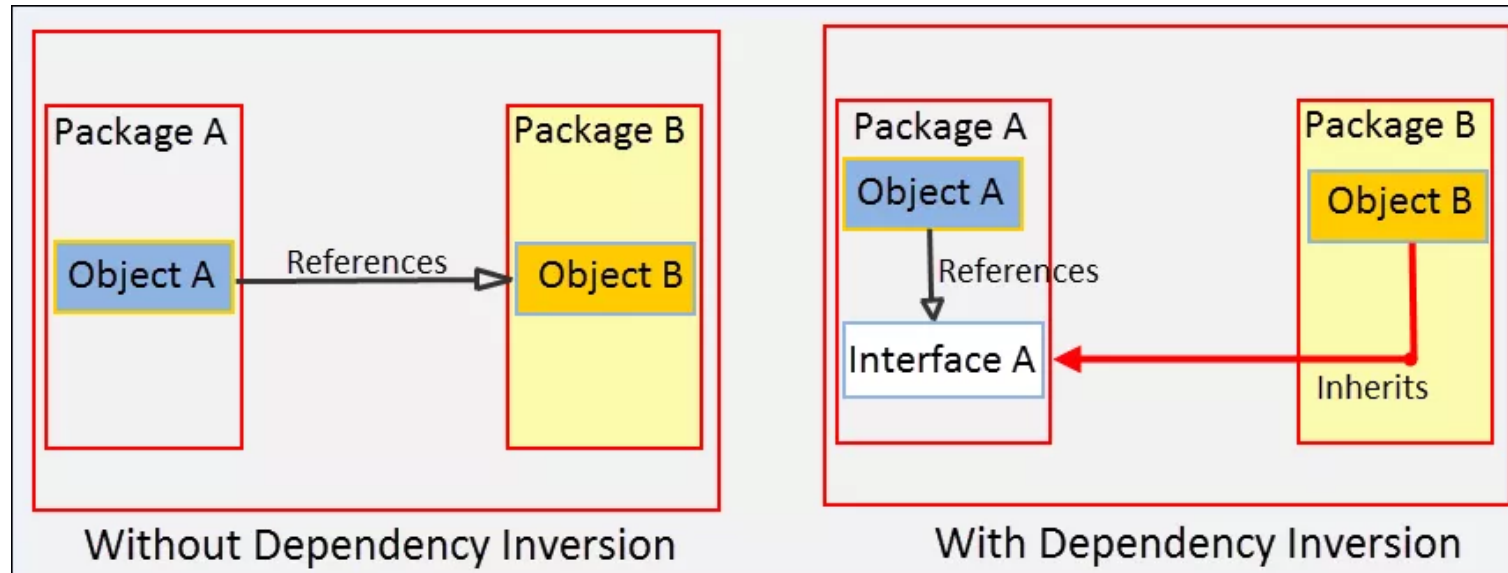 Package A
Package B
Object A
References
Object B
Without Dependency Inversion
Package A
Package B
Object A
Object B
References
Interface A
Inherits
With Dependency Inversion